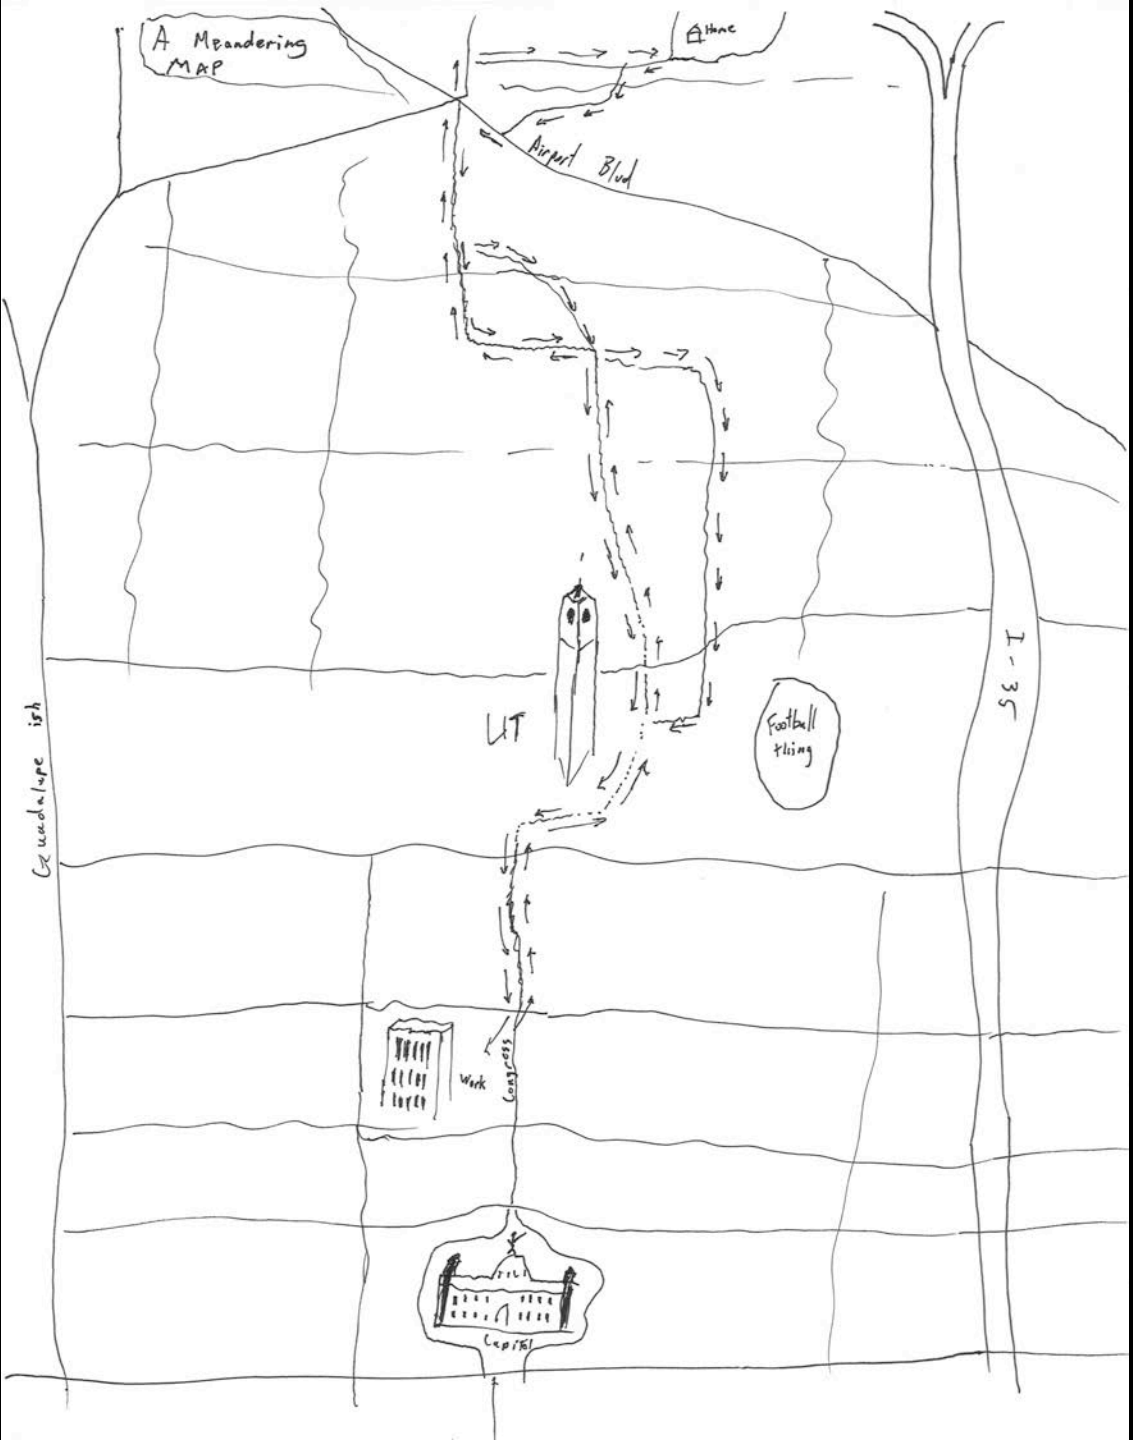 A Meandering
MAP
Home
Airport Blvd
I-35
UT
Football
thing
Guadalupe ish
Work
Congress
Capitol